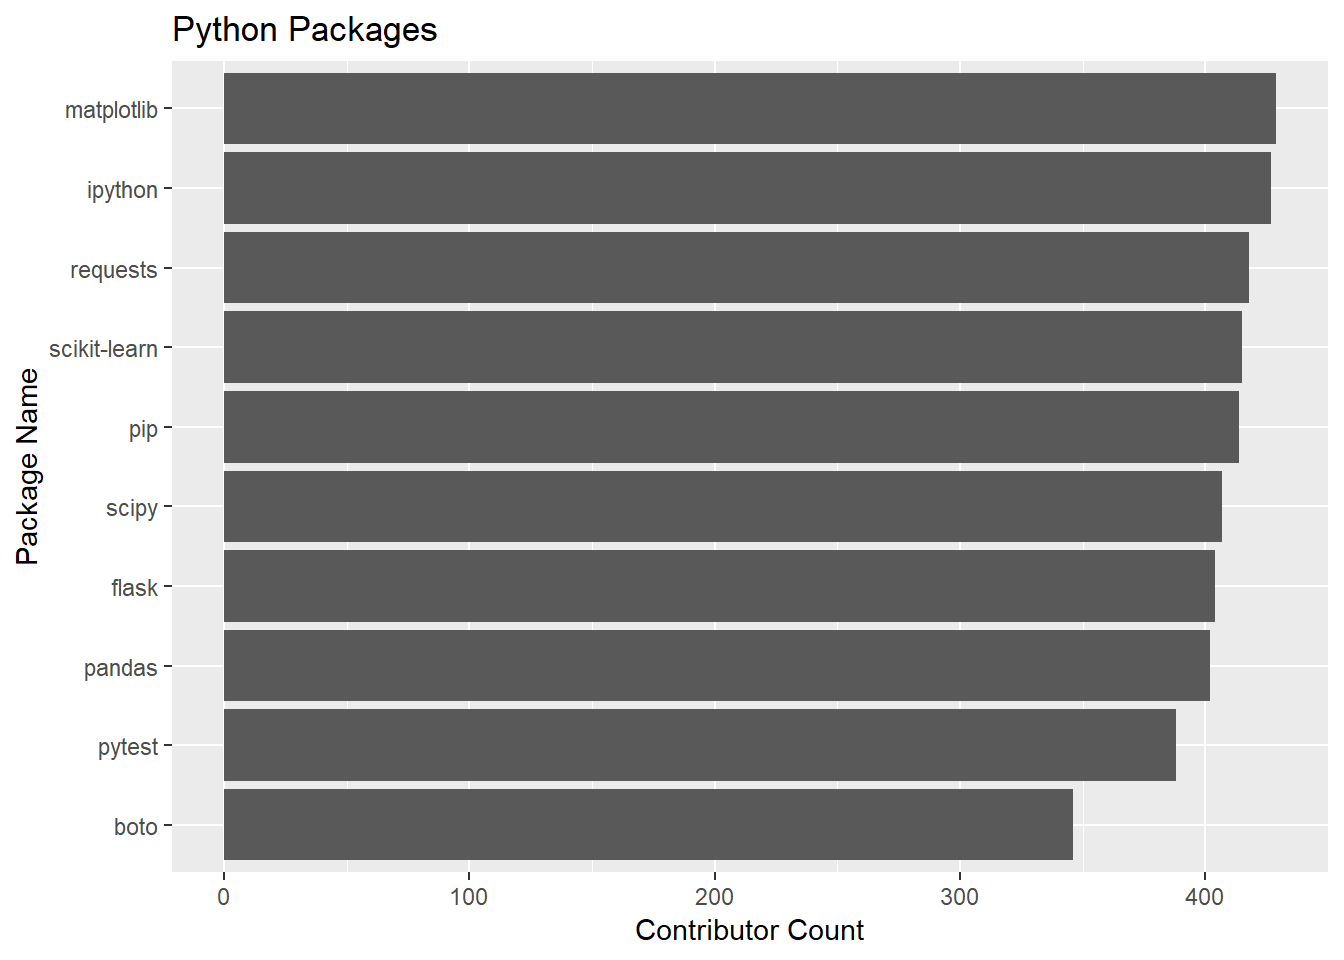 Python Packages
matplotlib
ipython
requests
scikit-learn
pip
scipy
flask
pandas
pytest
boto
Package Name
0 100 200 300 400
Contributor Count